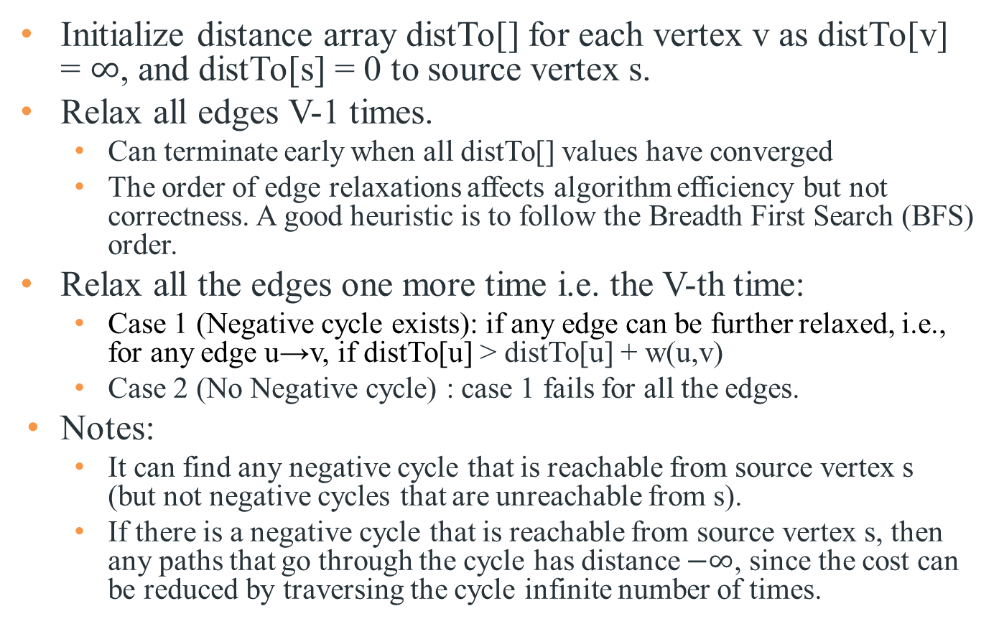 • Initialize distance array distTo[] for each vertex v as distTo[v]
= ∞, and distTo[s] = 0 to source vertex s.
• Relax all edges V-1 times.
• Can terminate early when all distTo[] values have converged
• The order of edge relaxations affects algorithm efficiency but not
correctness. A good heuristic is to follow the Breadth First Search (BFS)
order.
• Relax all the edges one more time i.e. the V-th time:
• Case 1 (Negative cycle exists): if any edge can be further relaxed, i.e.,
for any edge u→v, if distTo[u] > distTo[u] + w(u,v)
• Case 2 (No Negative cycle) : case 1 fails for all the edges.
• Notes:
• It can find any negative cycle that is reachable from source vertex s
(but not negative cycles that are unreachable from s).
• If there is a negative cycle that is reachable from source vertex s, then
any paths that go through the cycle has distance −∞, since the cost can
be reduced by traversing the cycle infinite number of times.